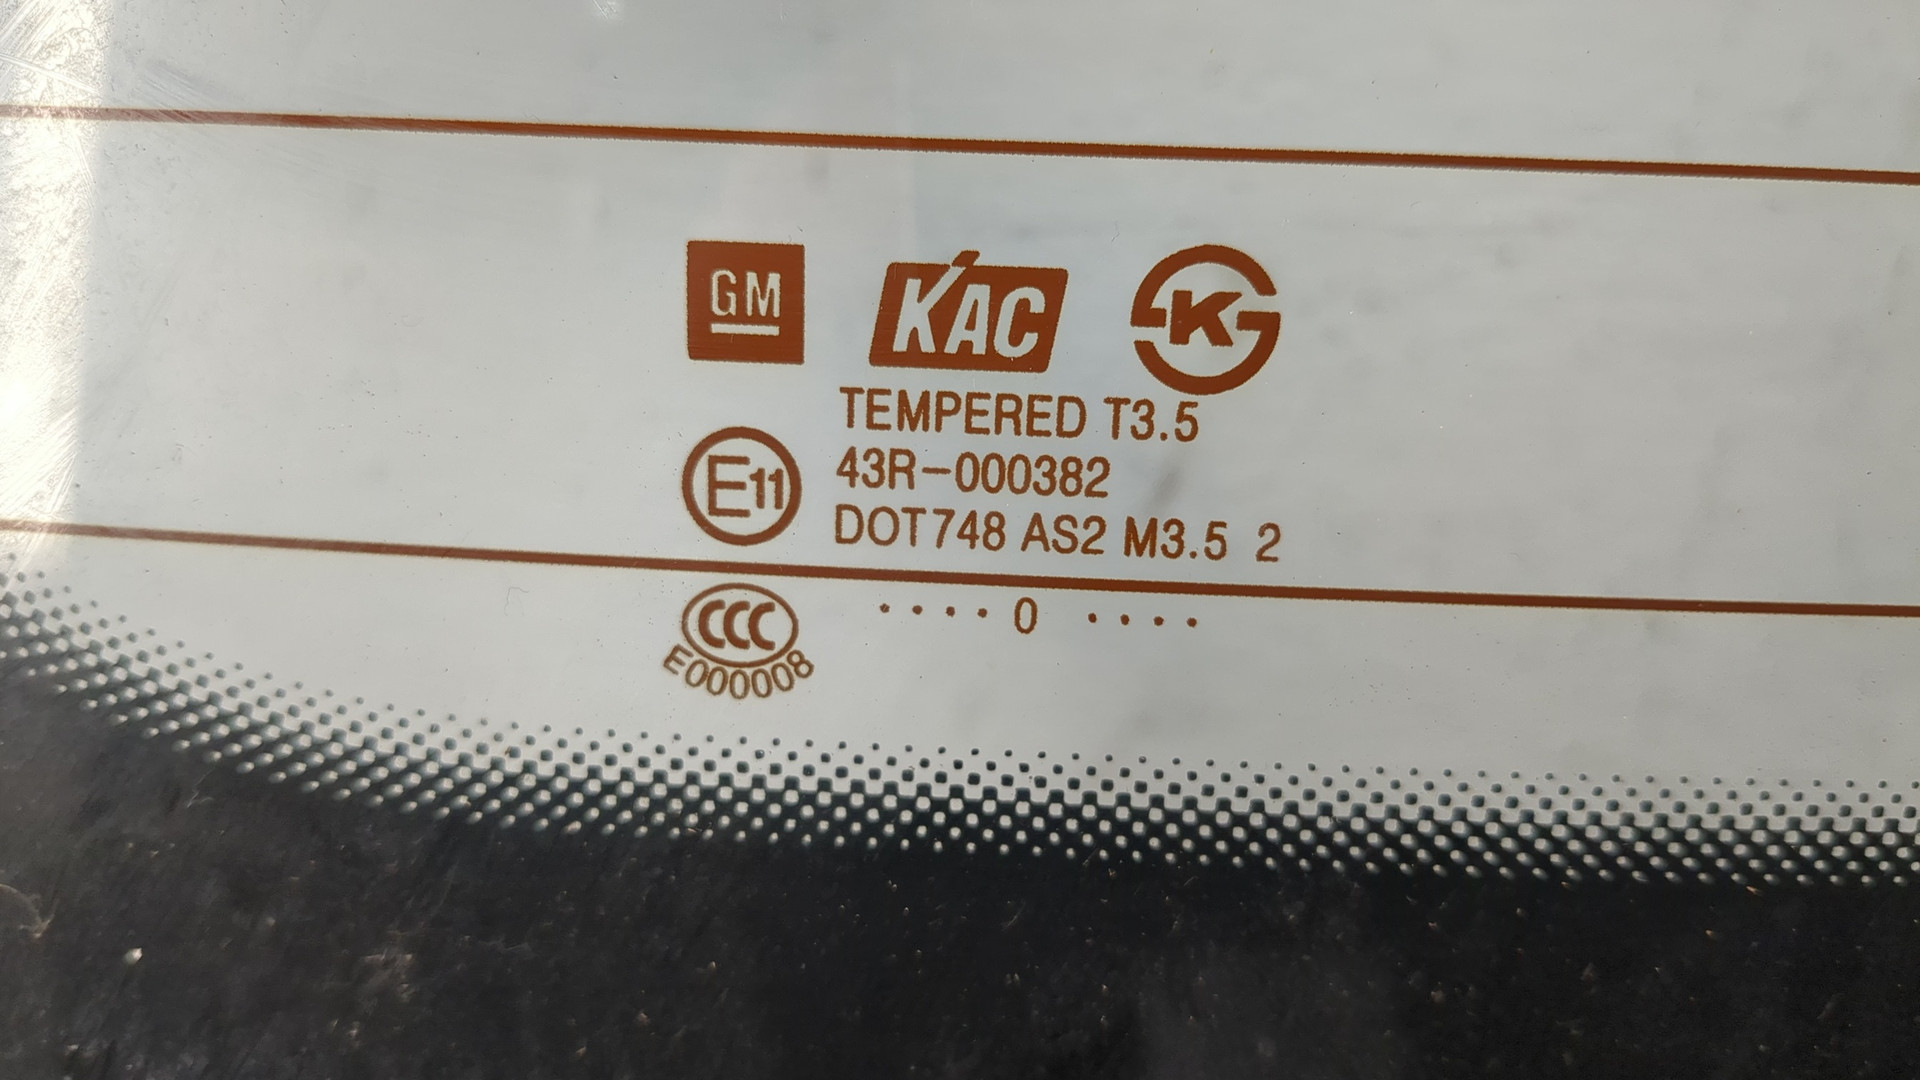 GM KAC K
TEMPERED T3.5
E11 43R-000382
DOT748 AS2 M3.5 2
CCC ····0 ····
E000008